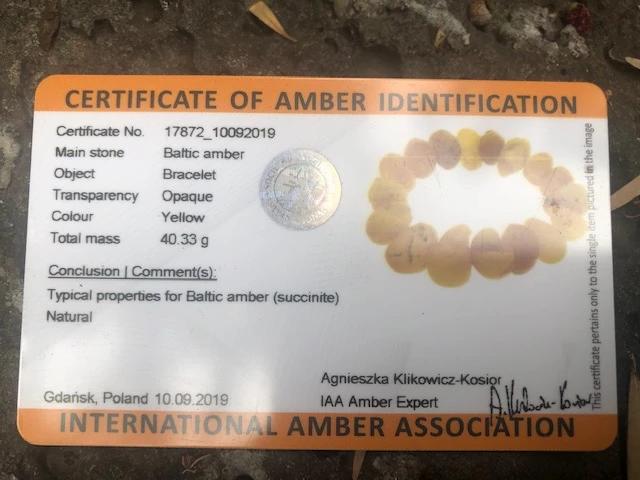 CERTIFICATE OF AMBER IDENTIFICATION
Certificate No. 17872_10092019
Main stone Baltic amber
Object Bracelet
Transparency Opaque
Colour Yellow
Total mass 40.33 g
Conclusion | Comment(s):
Typical properties for Baltic amber (succinite)
Natural
This certificate pertains only to the single item pictured in the image
Agnieszka Klikowicz-Kosior
IAA Amber Expert
Gdańsk, Poland 10.09.2019
INTERNATIONAL AMBER ASSOCIATION